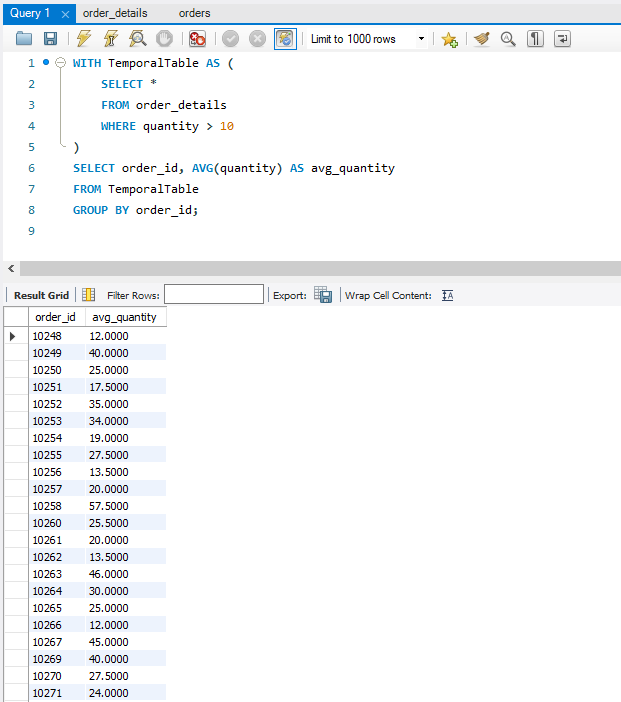 Query 1 order_details orders
Limit to 1000 rows
1 WITH TemporalTable AS (
2 SELECT *
3 FROM order_details
4 WHERE quantity > 10
5 )
6 SELECT order_id, AVG(quantity) AS avg_quantity
7 FROM TemporalTable
8 GROUP BY order_id;
9
Result Grid Filter Rows: Export: Wrap Cell Content:
order_id avg_quantity
10248 12.0000
10249 40.0000
10250 25.0000
10251 17.5000
10252 35.0000
10253 34.0000
10254 19.0000
10255 27.5000
10256 13.5000
10257 20.0000
10258 57.5000
10260 25.5000
10261 20.0000
10262 13.5000
10263 46.0000
10264 30.0000
10265 25.0000
10266 12.0000
10267 45.0000
10269 40.0000
10270 27.5000
10271 24.0000